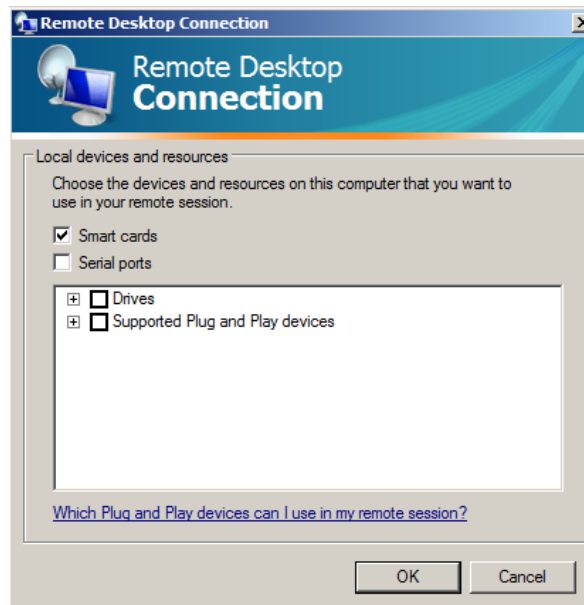 Remote Desktop Connection
Remote Desktop
Connection
Local devices and resources
Choose the devices and resources on this computer that you want to
use in your remote session.
Smart cards
Serial ports
Drives
Supported Plug and Play devices
Which Plug and Play devices can I use in my remote session?
OK
Cancel